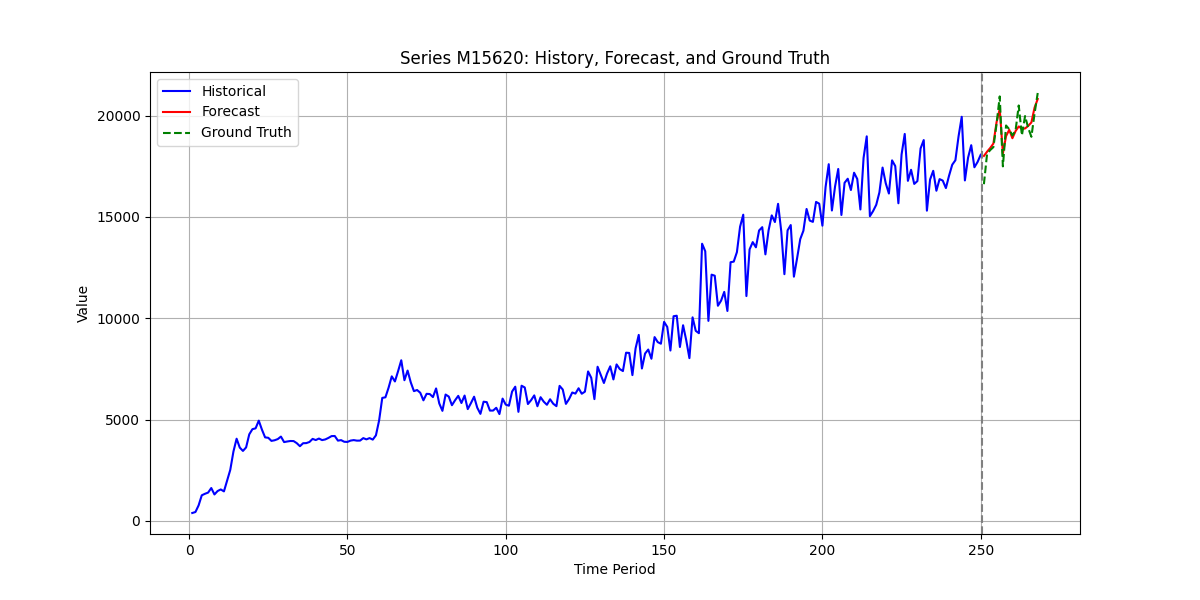 Series M15620: History, Forecast, and Ground Truth
Historical
Forecast
Ground Truth
20000
15000
10000
5000
0
Value
0
50
100
150
200
250
Time Period